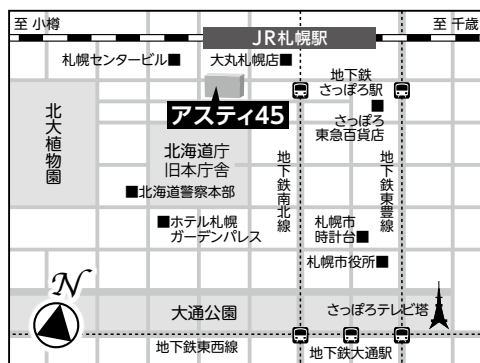 至 小樽
至 千歳
JR札幌駅
札幌センタービル■
大丸札幌店■
地下鉄
さっぽろ駅
■
さっぽろ
東急百貨店
アスティ45
北大植物園
北海道庁
旧本庁舎
■北海道警察本部
地下鉄南北線
地下鉄東豊線
■ホテル札幌
ガーデンパレス
札幌市
時計台■
札幌市役所■
N
大通公園
さっぽろテレビ塔
地下鉄東西線
地下鉄大通駅